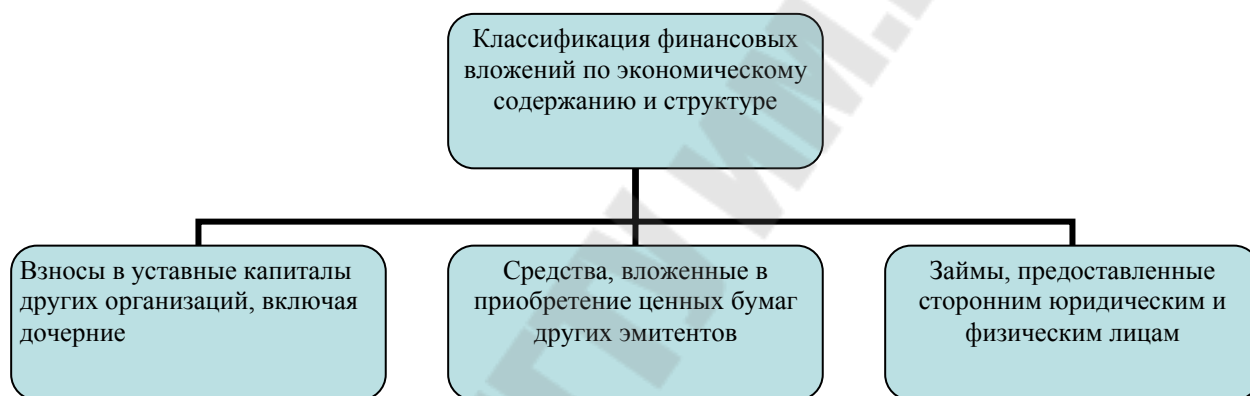 Классификация финансовых
вложений по экономическому
содержанию и структуре
Взносы в уставные капиталы
других организаций, включая
дочерние
Средства, вложенные в
приобретение ценных бумаг
других эмитентов
Займы, предоставленные
сторонним юридическим и
физическим лицам